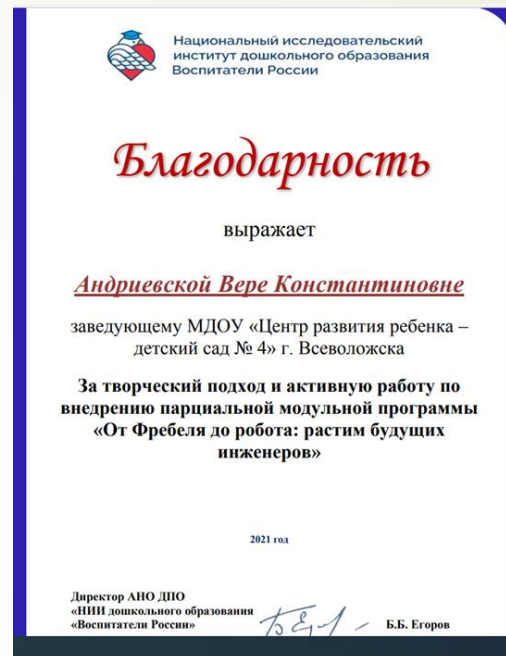 Национальный исследовательский
институт дошкольного образования
Воспитатели России
Благодарность
выражает
Андриевской Вере Константиновне
заведующему МДОУ «Центр развития ребенка –
детский сад № 4» г. Всеволожска
За творческий подход и активную работу по
внедрению парциальной модульной программы
«От Фребеля до робота: растим будущих
инженеров»
2021 год
Директор АНО ДПО
«НИИ дошкольного образования
«Воспитатели России» Б.Б. Егоров